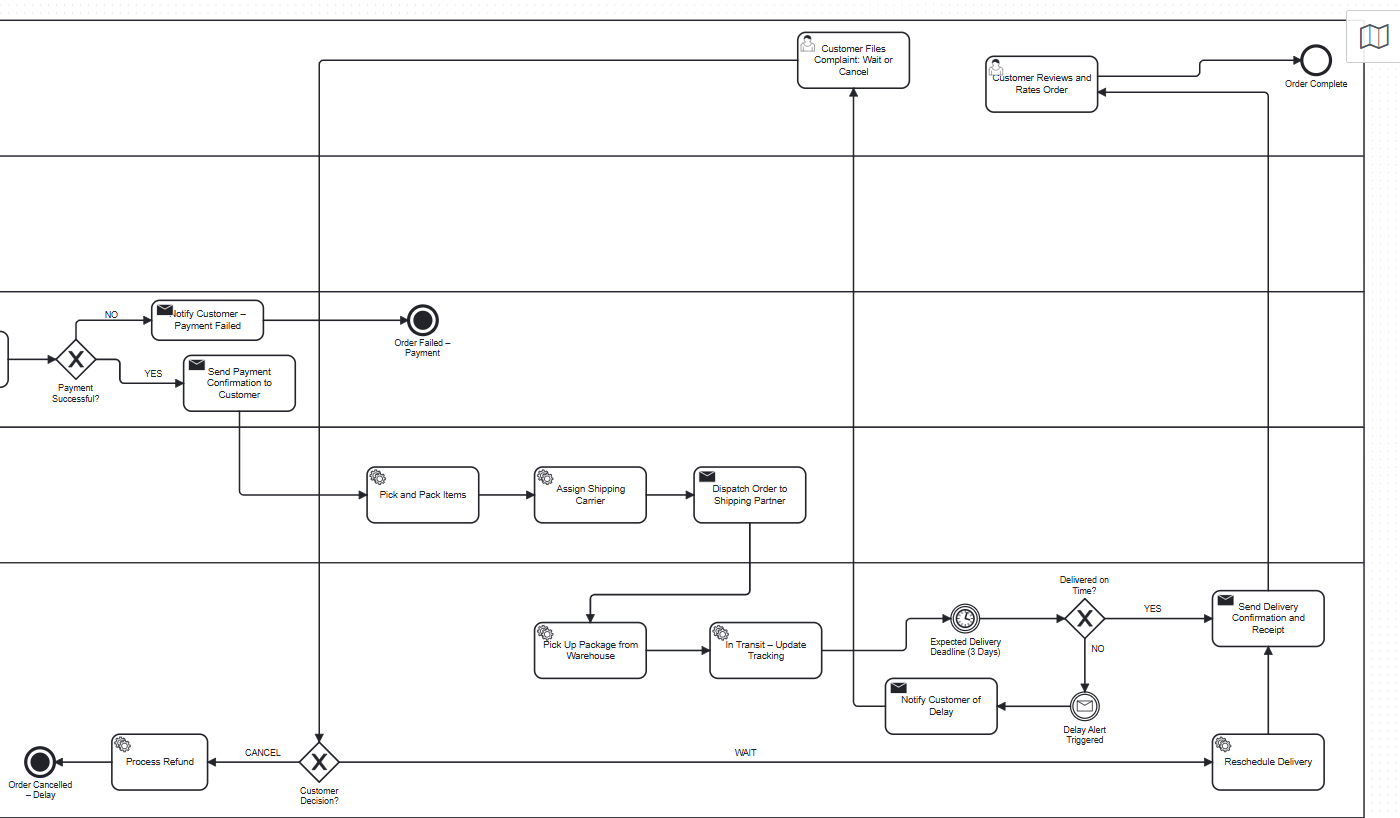 Customer Files
Complaint: Wait or
Cancel
Customer Reviews and
Rates Order
Order Complete
NO
Notify Customer –
Payment Failed
Order Failed –
Payment
Payment
Successful?
YES
Send Payment
Confirmation to
Customer
Pick and Pack Items
Assign Shipping
Carrier
Dispatch Order to
Shipping Partner
Pick Up Package from
Warehouse
In Transit – Update
Tracking
Expected Delivery
Deadline (3 Days)
Delivered on
Time?
YES
NO
Send Delivery
Confirmation and
Receipt
Notify Customer of
Delay
Delay Alert
Triggered
Order Cancelled
– Delay
Process Refund
CANCEL
Customer
Decision?
WAIT
Reschedule Delivery